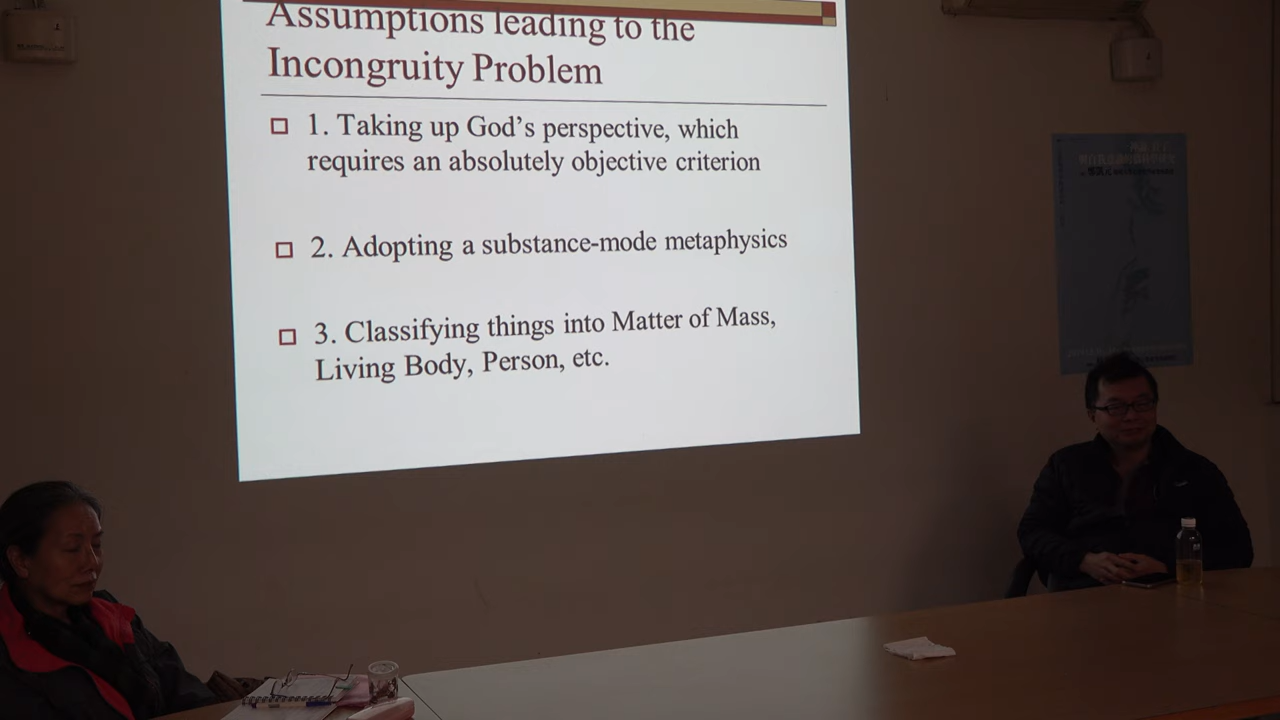 Assumptions leading to the
Incongruity Problem
1. Taking up God's perspective, which
requires an absolutely objective criterion
2. Adopting a substance-mode metaphysics
3. Classifying things into Matter of Mass,
Living Body, Person, etc.